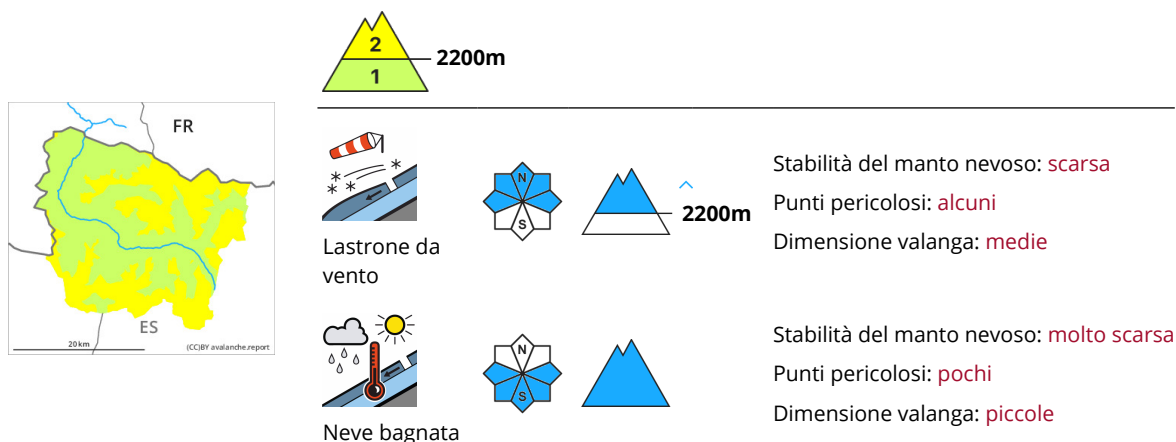 2
2200m
1
FR
ES
20 km
(CC)BY avalanche.report
N
S
2200m
Lastrone da
vento
Stabilità del manto nevoso: scarsa
Punti pericolosi: alcuni
Dimensione valanga: medie
N
S
Neve bagnata
Stabilità del manto nevoso: molto scarsa
Punti pericolosi: pochi
Dimensione valanga: piccole